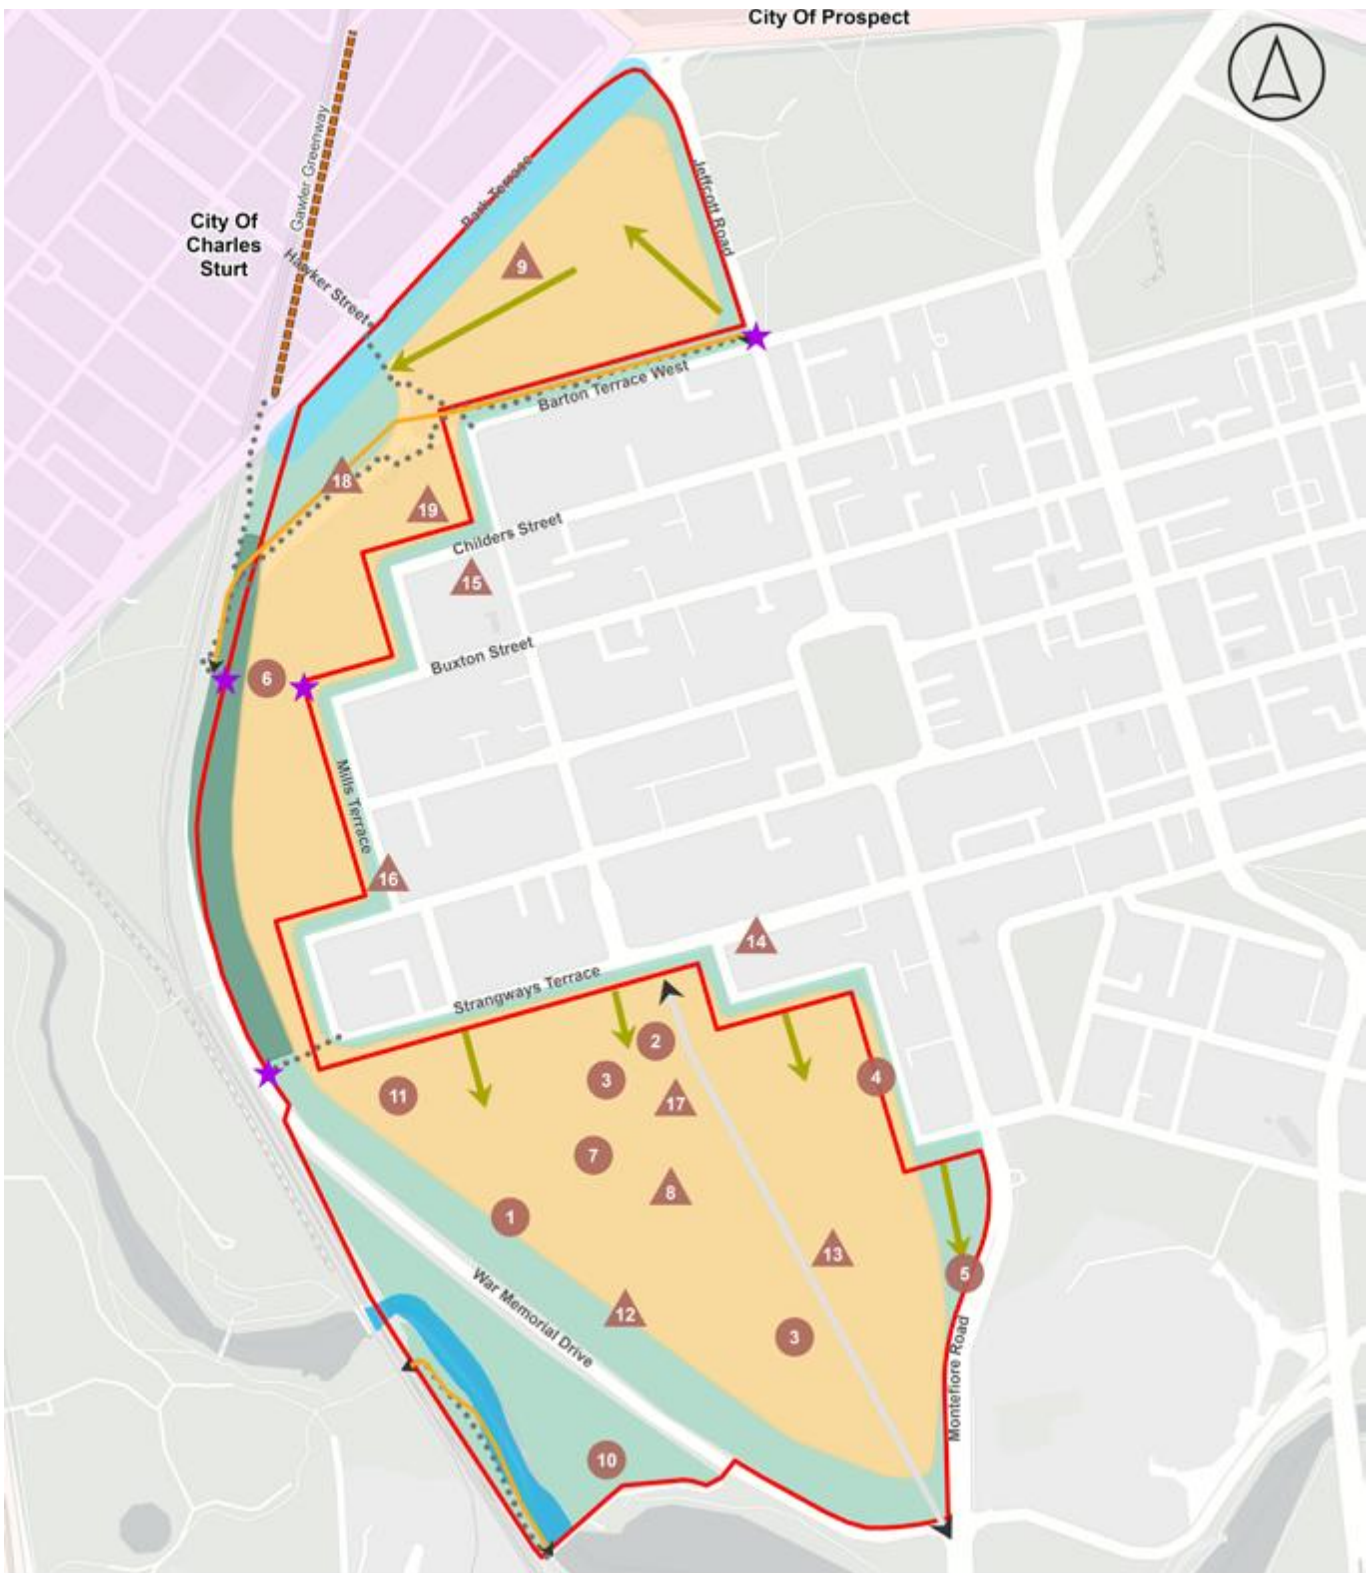 City Of Prospect
Gawler Greenway
City Of
Charles
Sturt
Hawker Street
Park Terrace
Jeffcott Road
9
Barton Terrace West
18
19
Childers Street
15
Buxton Street
6
Mills Terrace
16
14
Strangways Terrace
2
3
4
11
17
7
8
1
13
5
12
3
War Memorial Drive
Montefiore Road
10